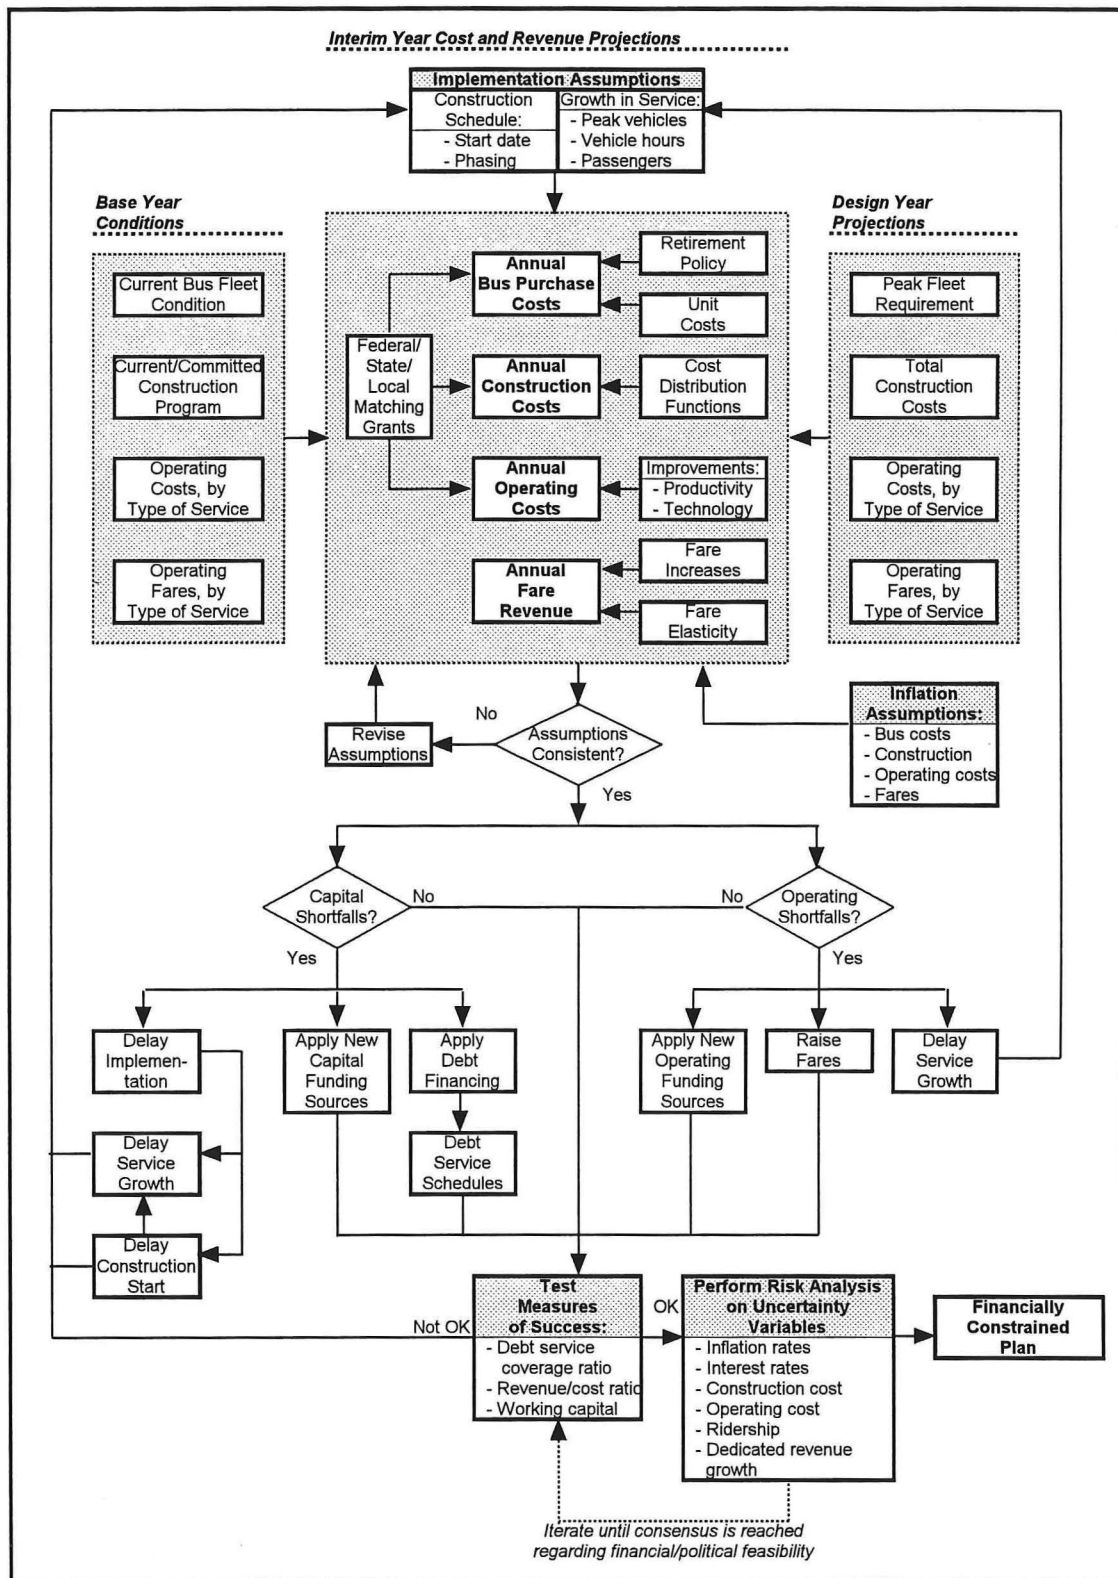 Interim Year Cost and Revenue Projections
Implementation Assumptions
Construction
Schedule:
- Start date
- Phasing
Growth in Service:
- Peak vehicles
- Vehicle hours
- Passengers
Base Year
Conditions
Current Bus Fleet
Condition
Current/Committed
Construction
Program
Operating
Costs, by
Type of Service
Operating
Fares, by
Type of Service
Federal/
State/
Local
Matching
Grants
Annual
Bus Purchase
Costs
Annual
Construction
Costs
Annual
Operating
Costs
Annual
Fare
Revenue
Retirement
Policy
Unit
Costs
Cost
Distribution
Functions
Improvements:
- Productivity
- Technology
Fare
Increases
Fare
Elasticity
Design Year
Projections
Peak Fleet
Requirement
Total
Construction
Costs
Operating
Costs, by
Type of Service
Operating
Fares, by
Type of Service
Inflation
Assumptions:
- Bus costs
- Construction
- Operating costs
- Fares
Revise
Assumptions
No
Assumptions
Consistent?
Yes
Capital
Shortfalls?
No
No
Operating
Shortfalls?
Yes
Yes
Delay
Implemen-
tation
Apply New
Capital
Funding
Sources
Apply
Debt
Financing
Apply New
Operating
Funding
Sources
Raise
Fares
Delay
Service
Growth
Delay
Service
Growth
Debt
Service
Schedules
Delay
Construction
Start
Not OK
Test
Measures
of Success:
- Debt service
coverage ratio
- Revenue/cost ratio
- Working capital
OK
Perform Risk Analysis
on Uncertainty
Variables
- Inflation rates
- Interest rates
- Construction cost
- Operating cost
- Ridership
- Dedicated revenue
growth
Financially
Constrained
Plan
Iterate until consensus is reached
regarding financial/political feasibility